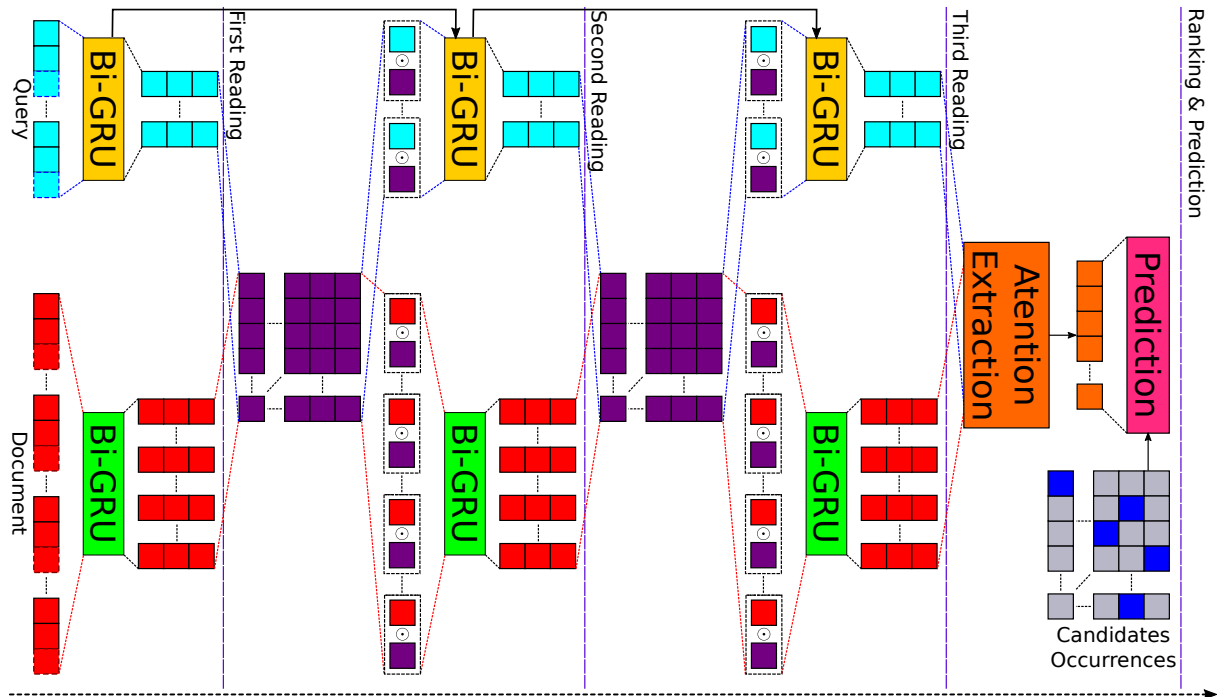 Query
Document
Bi-GRU
Bi-GRU
First Reading
Bi-GRU
Bi-GRU
Second Reading
Bi-GRU
Bi-GRU
Third Reading
Atention
Extraction
Prediction
Candidates
Occurrences
Ranking & Prediction